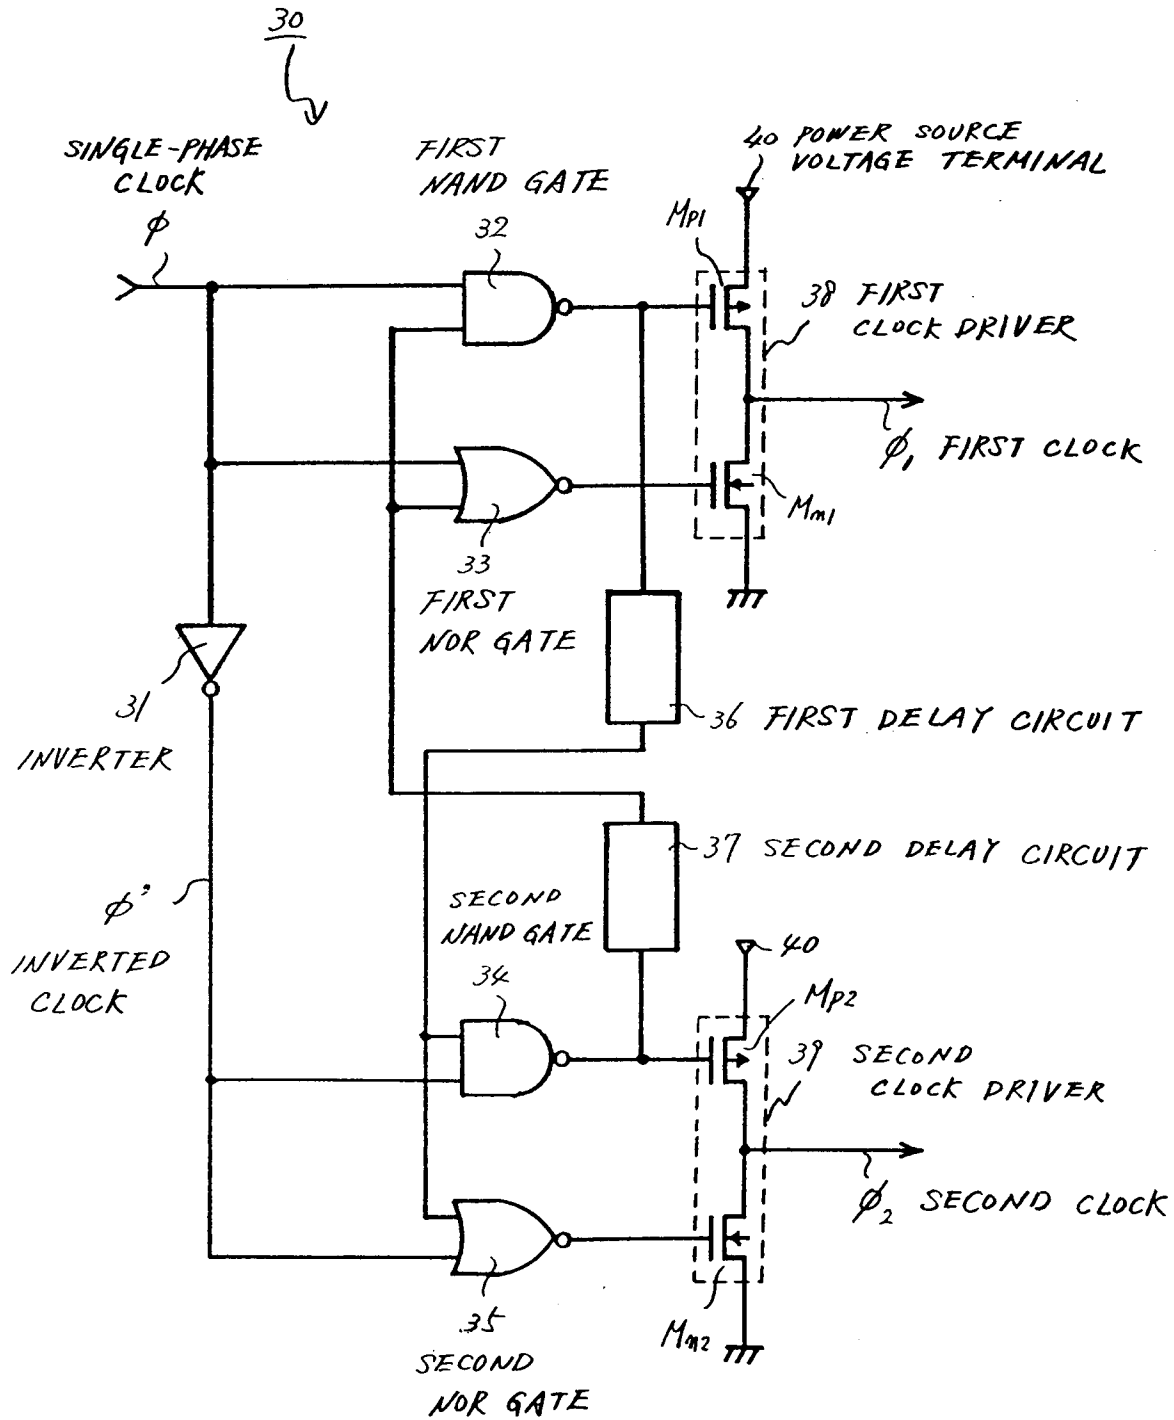 30
SINGLE-PHASE
CLOCK
φ
FIRST
NAND GATE
32
40 POWER SOURCE
VOLTAGE TERMINAL
Mp1
38 FIRST
CLOCK DRIVER
φ1 FIRST CLOCK
Mn1
33
FIRST
NOR GATE
31
INVERTER
36 FIRST DELAY CIRCUIT
37 SECOND DELAY CIRCUIT
φ'
INVERTED
CLOCK
SECOND
NAND GATE
34
40
Mp2
39 SECOND
CLOCK DRIVER
φ2 SECOND CLOCK
35
SECOND
NOR GATE
Mn2